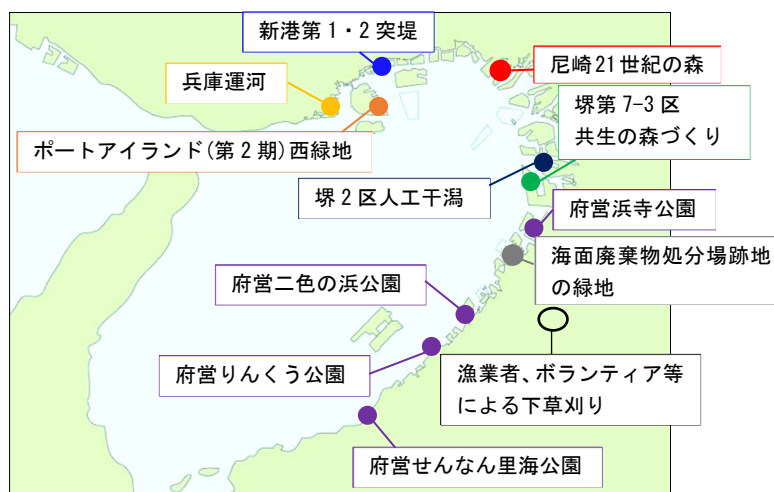 新港第1・2突堤
尼崎21世紀の森
兵庫運河
堺第7-3区
共生の森づくり
ポートアイランド(第2期)西緑地
堺2区人工干潟
府営浜寺公園
海面廃棄物処分場跡地
の緑地
府営二色の浜公園
府営りんくう公園
漁業者、ボランティア等
による下草刈り
府営せんなん里海公園